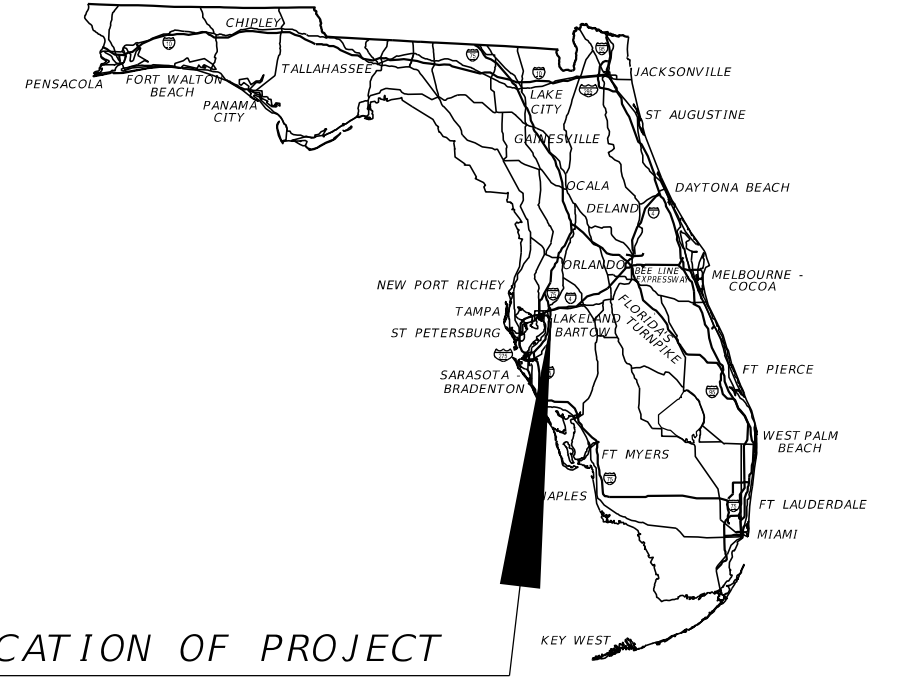 CHIPLEY
TALLAHASSEE
PENSACOLA
FORT WALTON
BEACH
PANAMA
CITY
JACKSONVILLE
LAKE
CITY
ST AUGUSTINE
GAINESVILLE
OCALA
DAYTONA BEACH
DELAND
ORLANDO
BEE LINE
EXPRESSWAY
MELBOURNE -
COCOA
NEW PORT RICHEY
TAMPA
LAKELAND
BARTOW
ST PETERSBURG
FLORIDA'S
TURNPIKE
SARASOTA -
BRADENTON
FT PIERCE
WEST PALM
BEACH
FT MYERS
NAPLES
FT LAUDERDALE
MIAMI
KEY WEST
CATION OF PROJECT